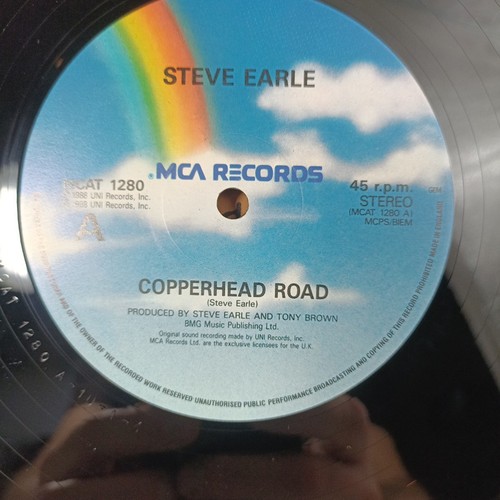 STEVE EARLE
MCA RECORDS
MCAT 1280
℗ 1988 UNI Records, Inc.
© 1988 UNI Records, Inc.
A
45 r.p.m.
STEREO
(MCAT 1280 A)
MCPS/BIEM
COPPERHEAD ROAD
(Steve Earle)
PRODUCED BY STEVE EARLE AND TONY BROWN
BMG Music Publishing Ltd.
Original sound recording made by UNI Records, Inc.
MCA Records Ltd. are the exclusive licensees for the U.K.
AND OF THE OWNER OF THE RECORDED WORK RESERVED UNAUTHORISED PUBLIC PERFORMANCE BROADCASTING AND COPYING OF THIS RECORD PROHIBITED MADE IN ENGLAND
MCAT 1280 A